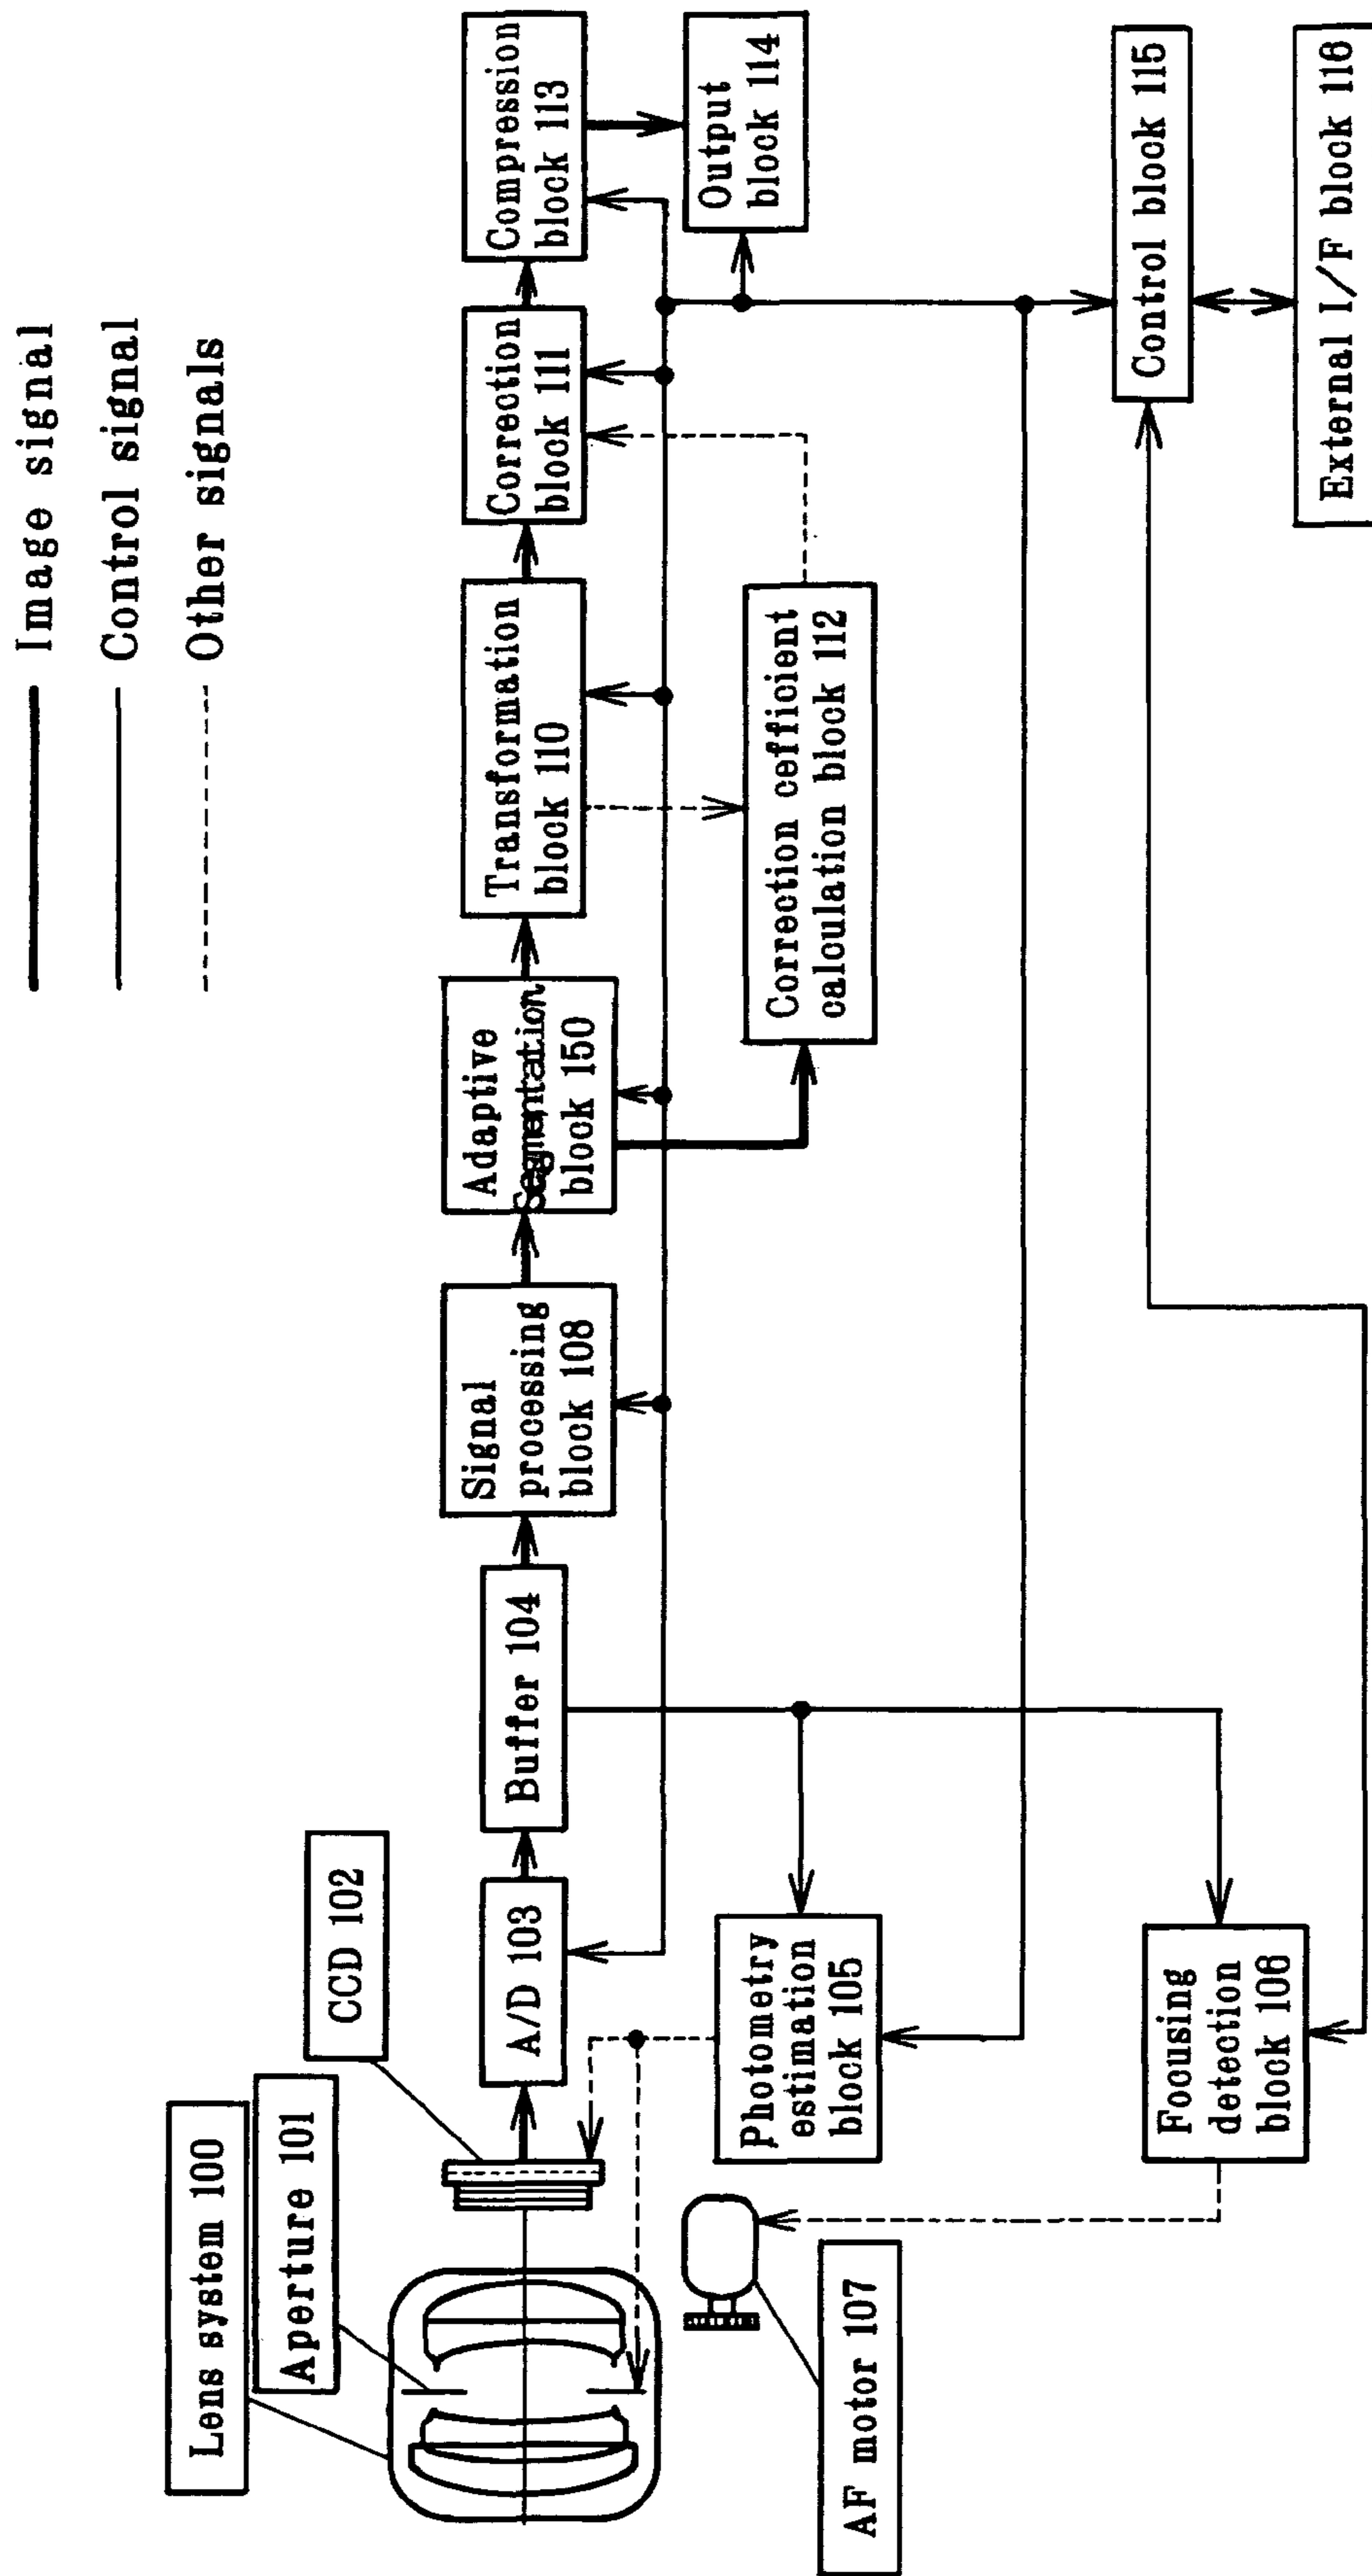 Image signal
Control signal
Other signals
Lens system 100
Aperture 101
CCD 102
A/D 103
Buffer 104
Signal
processing
block 108
Adaptive
Segmentation
block 150
Transformation
block 110
Correction
block 111
Compression
block 113
Output
block 114
Correction cefficient
calculation block 112
Photometry
estimation
block 105
AF motor 107
Focusing
detection
block 106
Control block 115
External I/F block 116